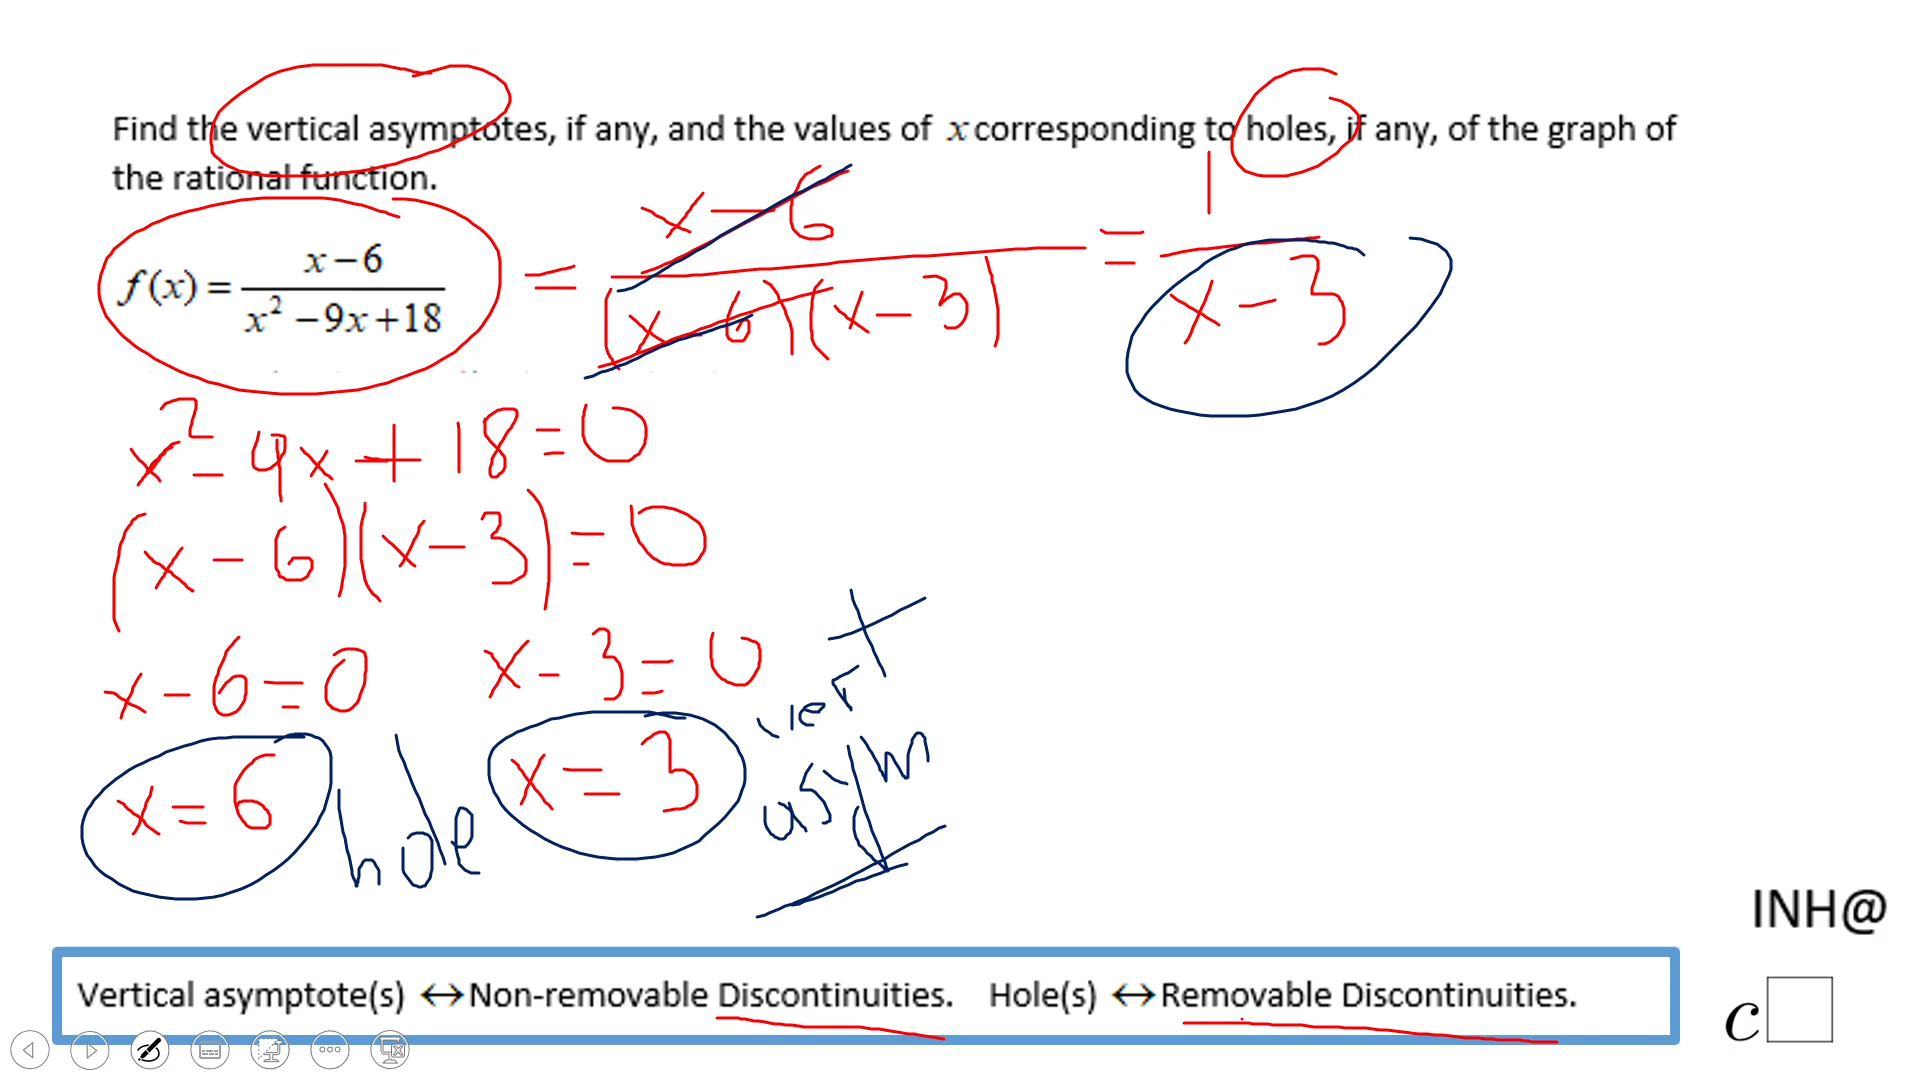 Find the vertical asymptotes, if any, and the values of x corresponding to holes, if any, of the graph of
the rational function.
f(x) = (x-6)/(x² -9x+18) = (x-6)/((x-6)(x-3)) = 1/(x-3)
x² - 9x + 18 = 0
(x-6)(x-3) = 0
x-6=0 x-3=0
x=6 hole x=3 vert
asym
Vertical asymptote(s) ↔ Non-removable Discontinuities. Hole(s) ↔ Removable Discontinuities.
INH@
c